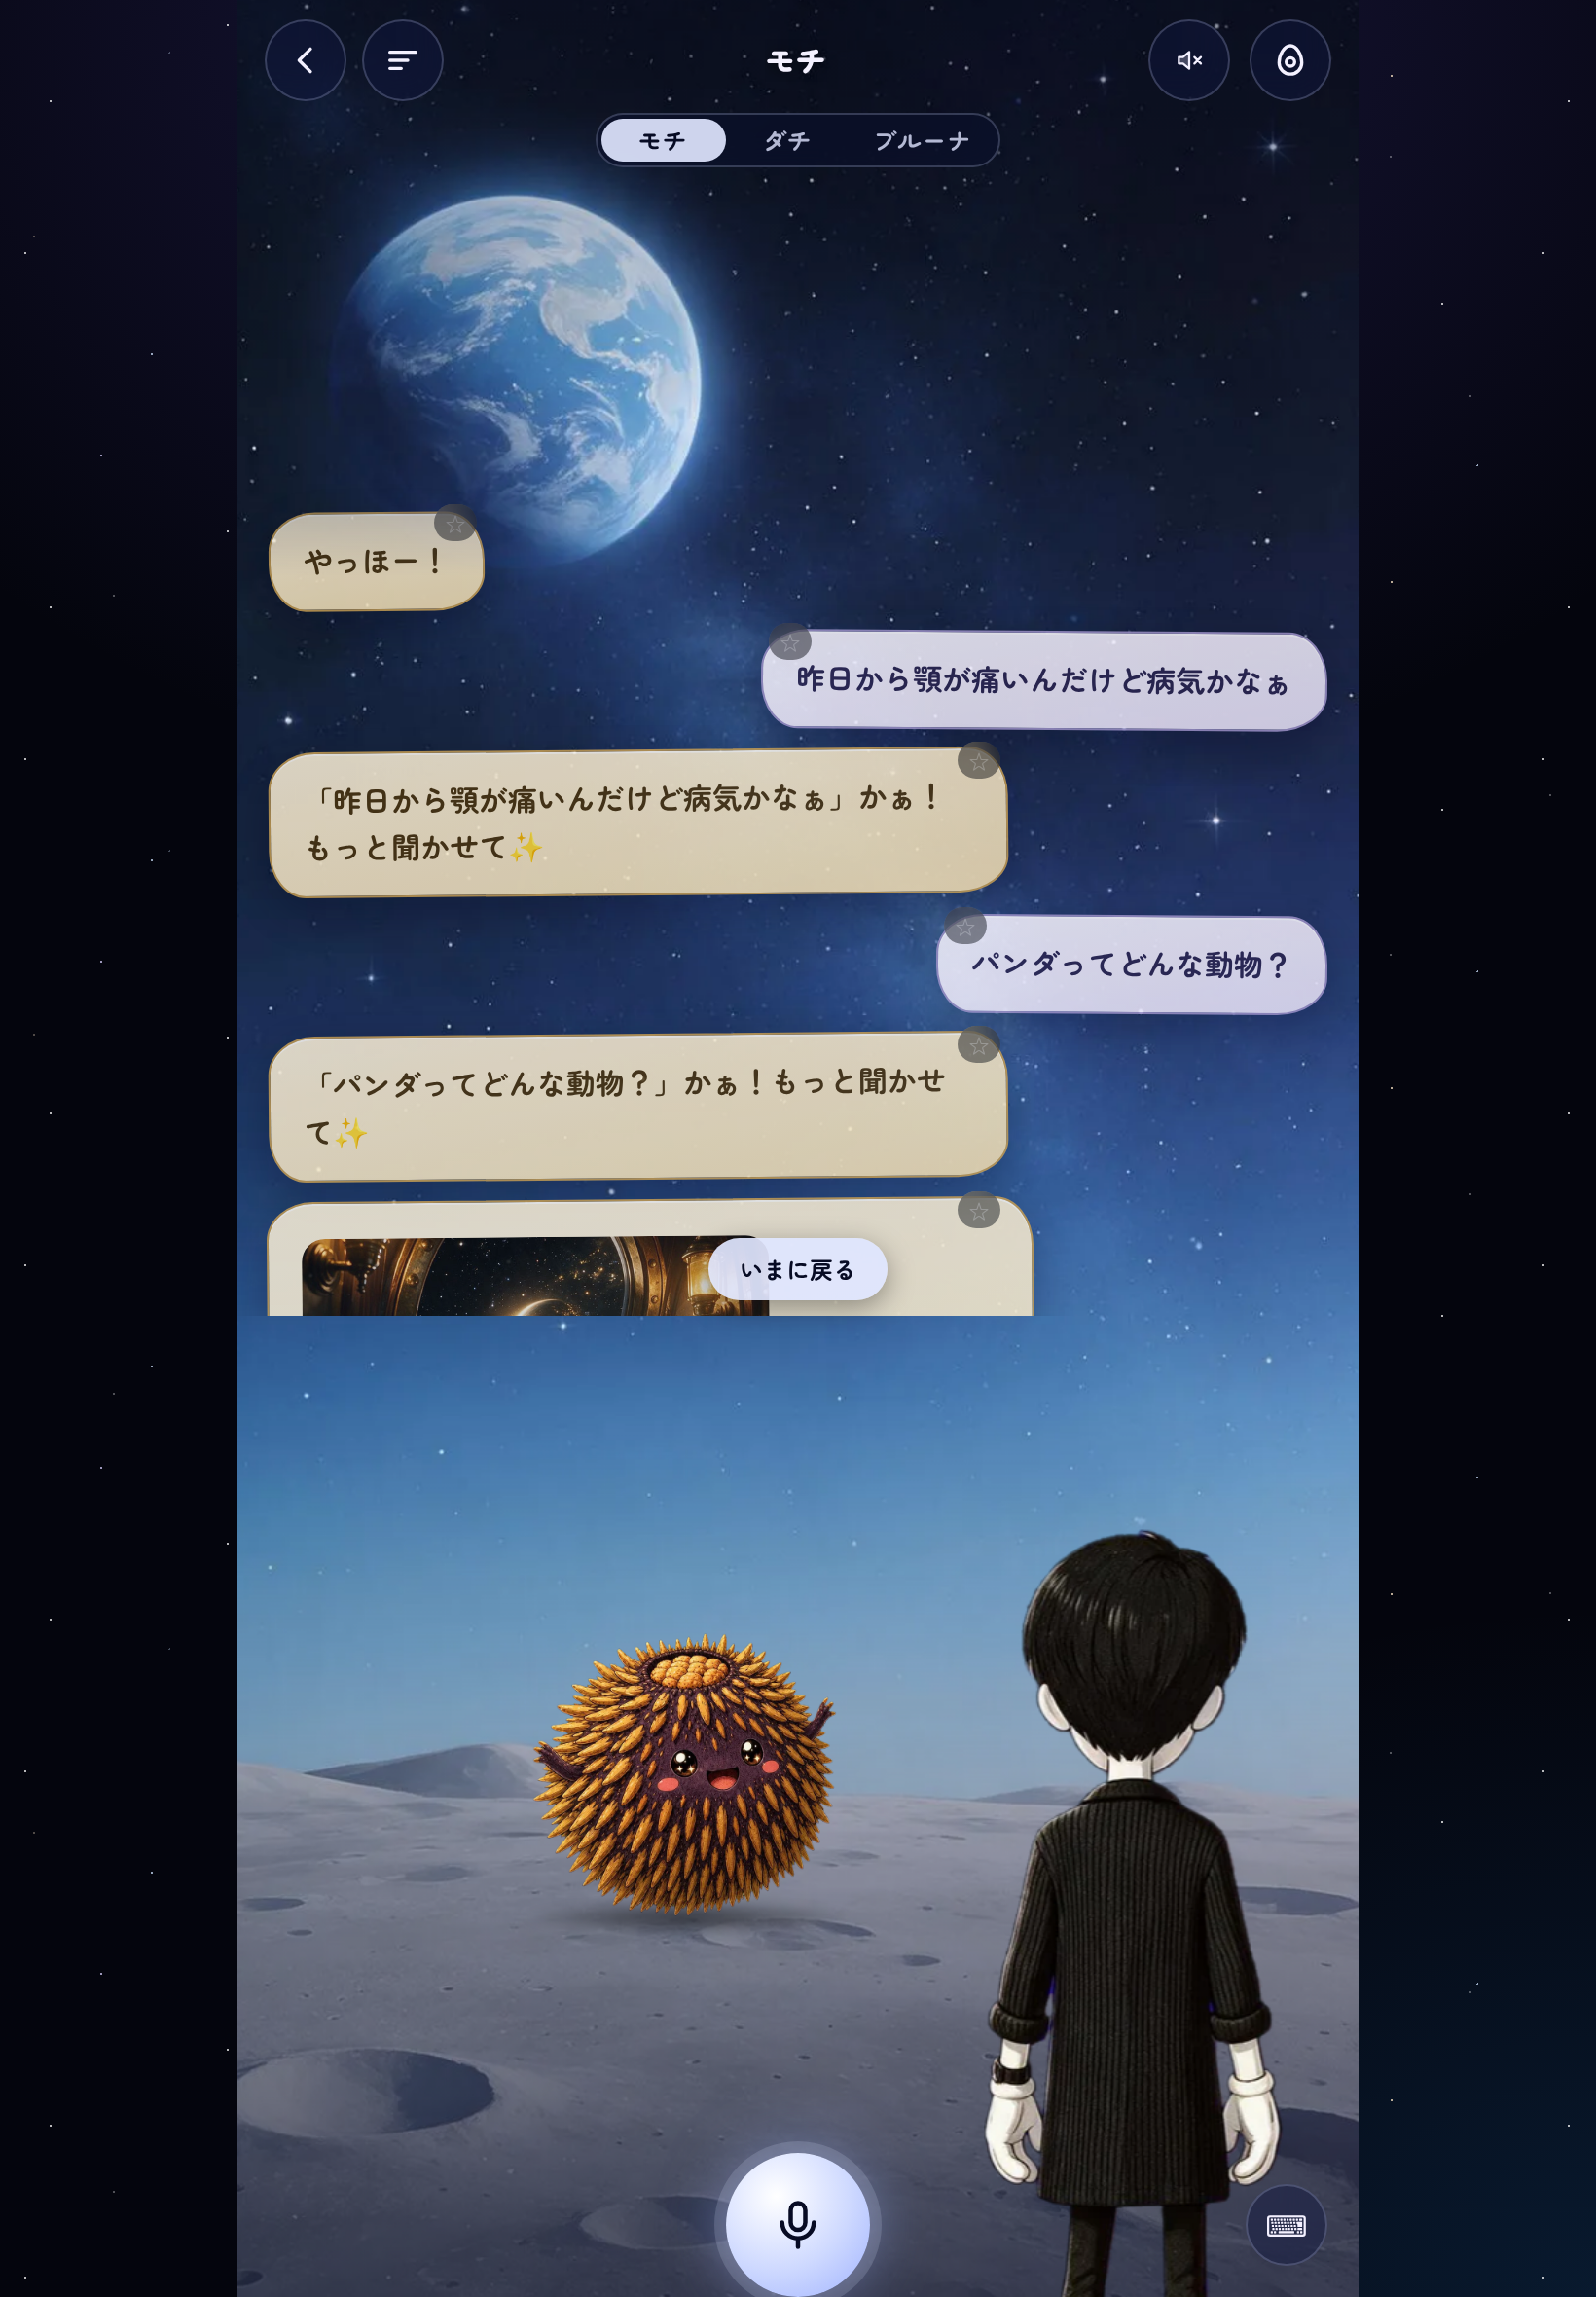 モチ
モチ ダチ ブルーナ
やっほー！
昨日から顎が痛いんだけど病気かなぁ
「昨日から顎が痛いんだけど病気かなぁ」かぁ！
もっと聞かせて✨
パンダってどんな動物？
「パンダってどんな動物？」かぁ！もっと聞かせ
て✨
いまに戻る